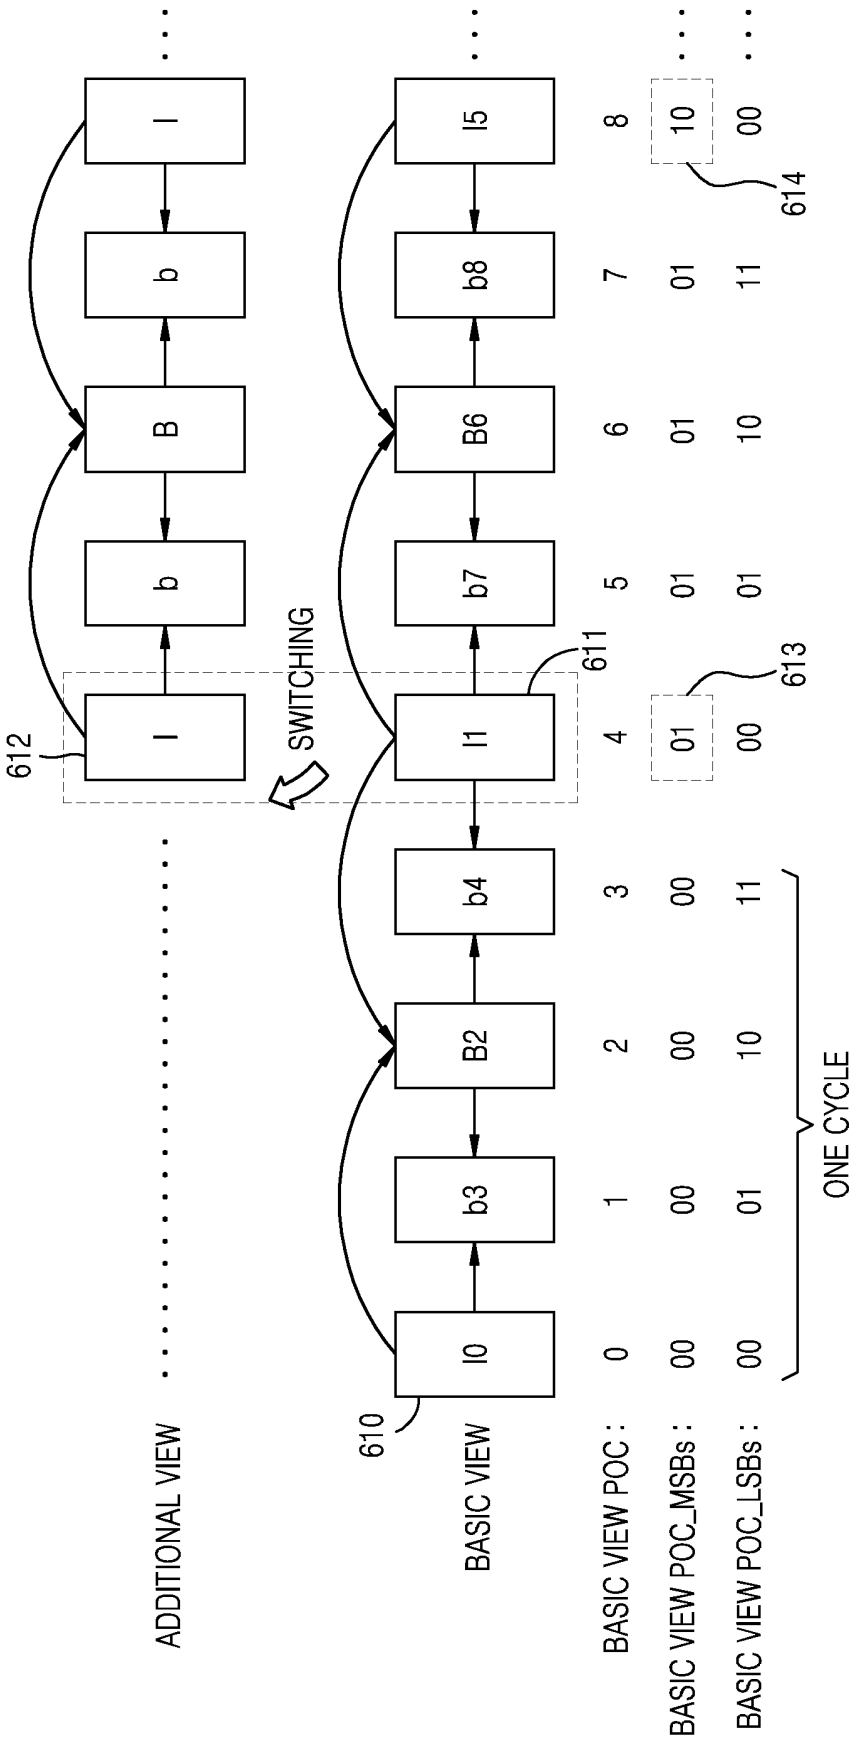 ADDITIONAL VIEW
612
I b B b I
SWITCHING
BASIC VIEW
610
I0 b3 B2 b4 I1 b7 B6 b8 I5
611
BASIC VIEW POC : 0 1 2 3 4 5 6 7 8
BASIC VIEW POC_MSBs : 00 00 00 00 01 01 01 01 10
BASIC VIEW POC_LSBs : 00 01 10 11 00 01 10 11 00
613
614
ONE CYCLE